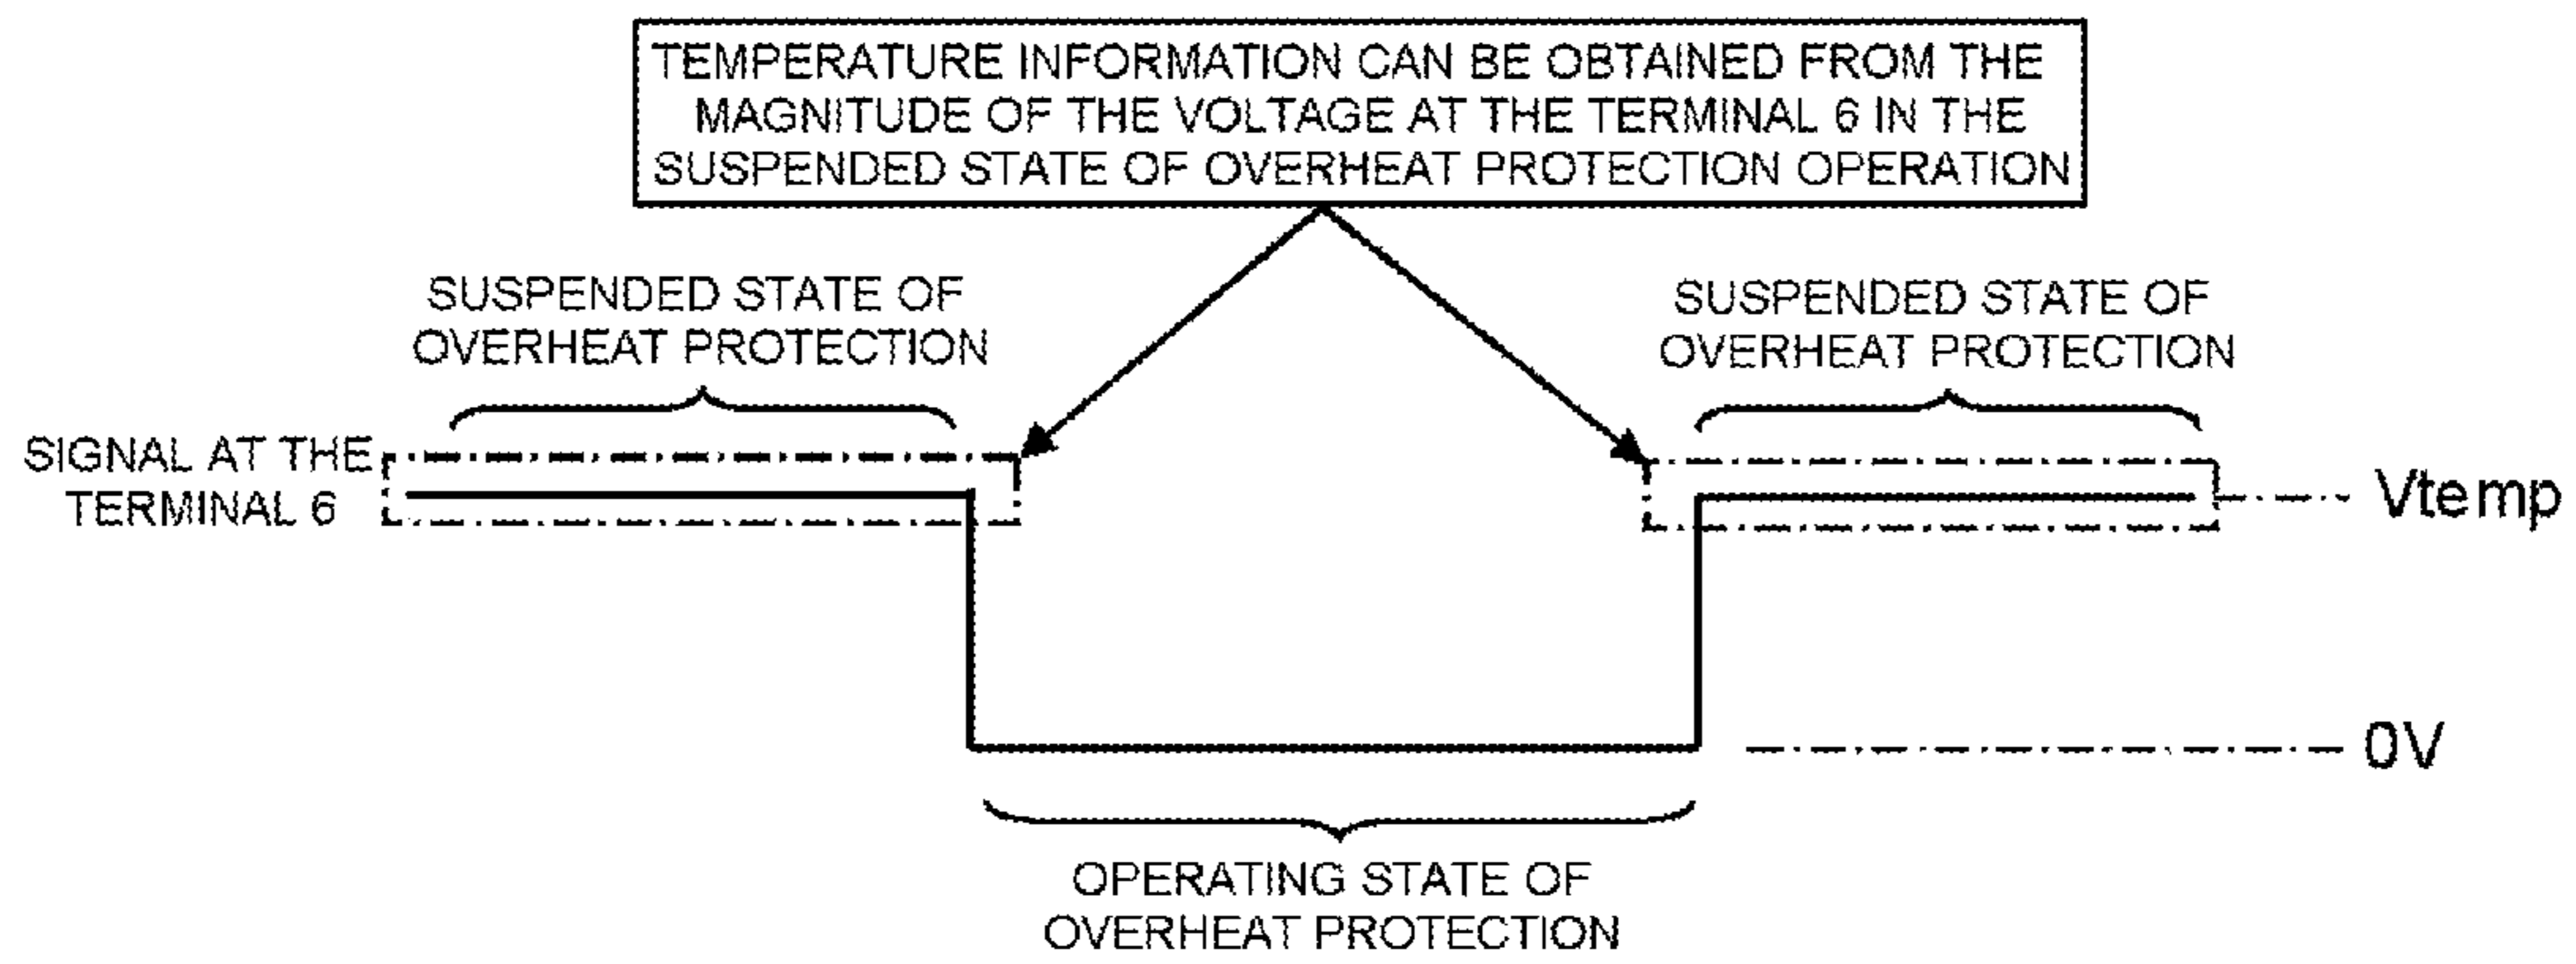 TEMPERATURE INFORMATION CAN BE OBTAINED FROM THE
MAGNITUDE OF THE VOLTAGE AT THE TERMINAL 6 IN THE
SUSPENDED STATE OF OVERHEAT PROTECTION OPERATION
SUSPENDED STATE OF
OVERHEAT PROTECTION
SUSPENDED STATE OF
OVERHEAT PROTECTION
SIGNAL AT THE
TERMINAL 6
Vtemp
0V
OPERATING STATE OF
OVERHEAT PROTECTION